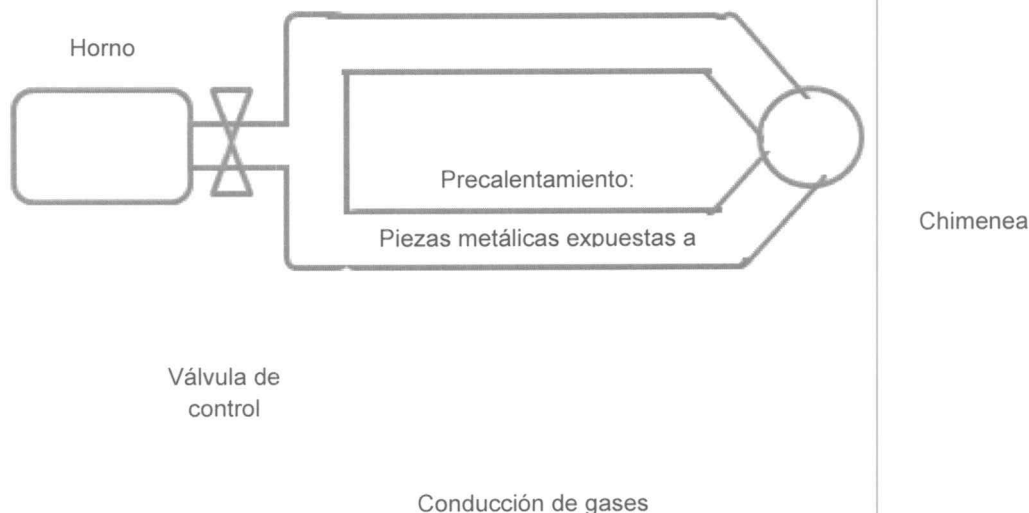 Horno
Precalentamiento:
Piezas metálicas expuestas a
Chimenea
Válvula de
control
Conducción de gases